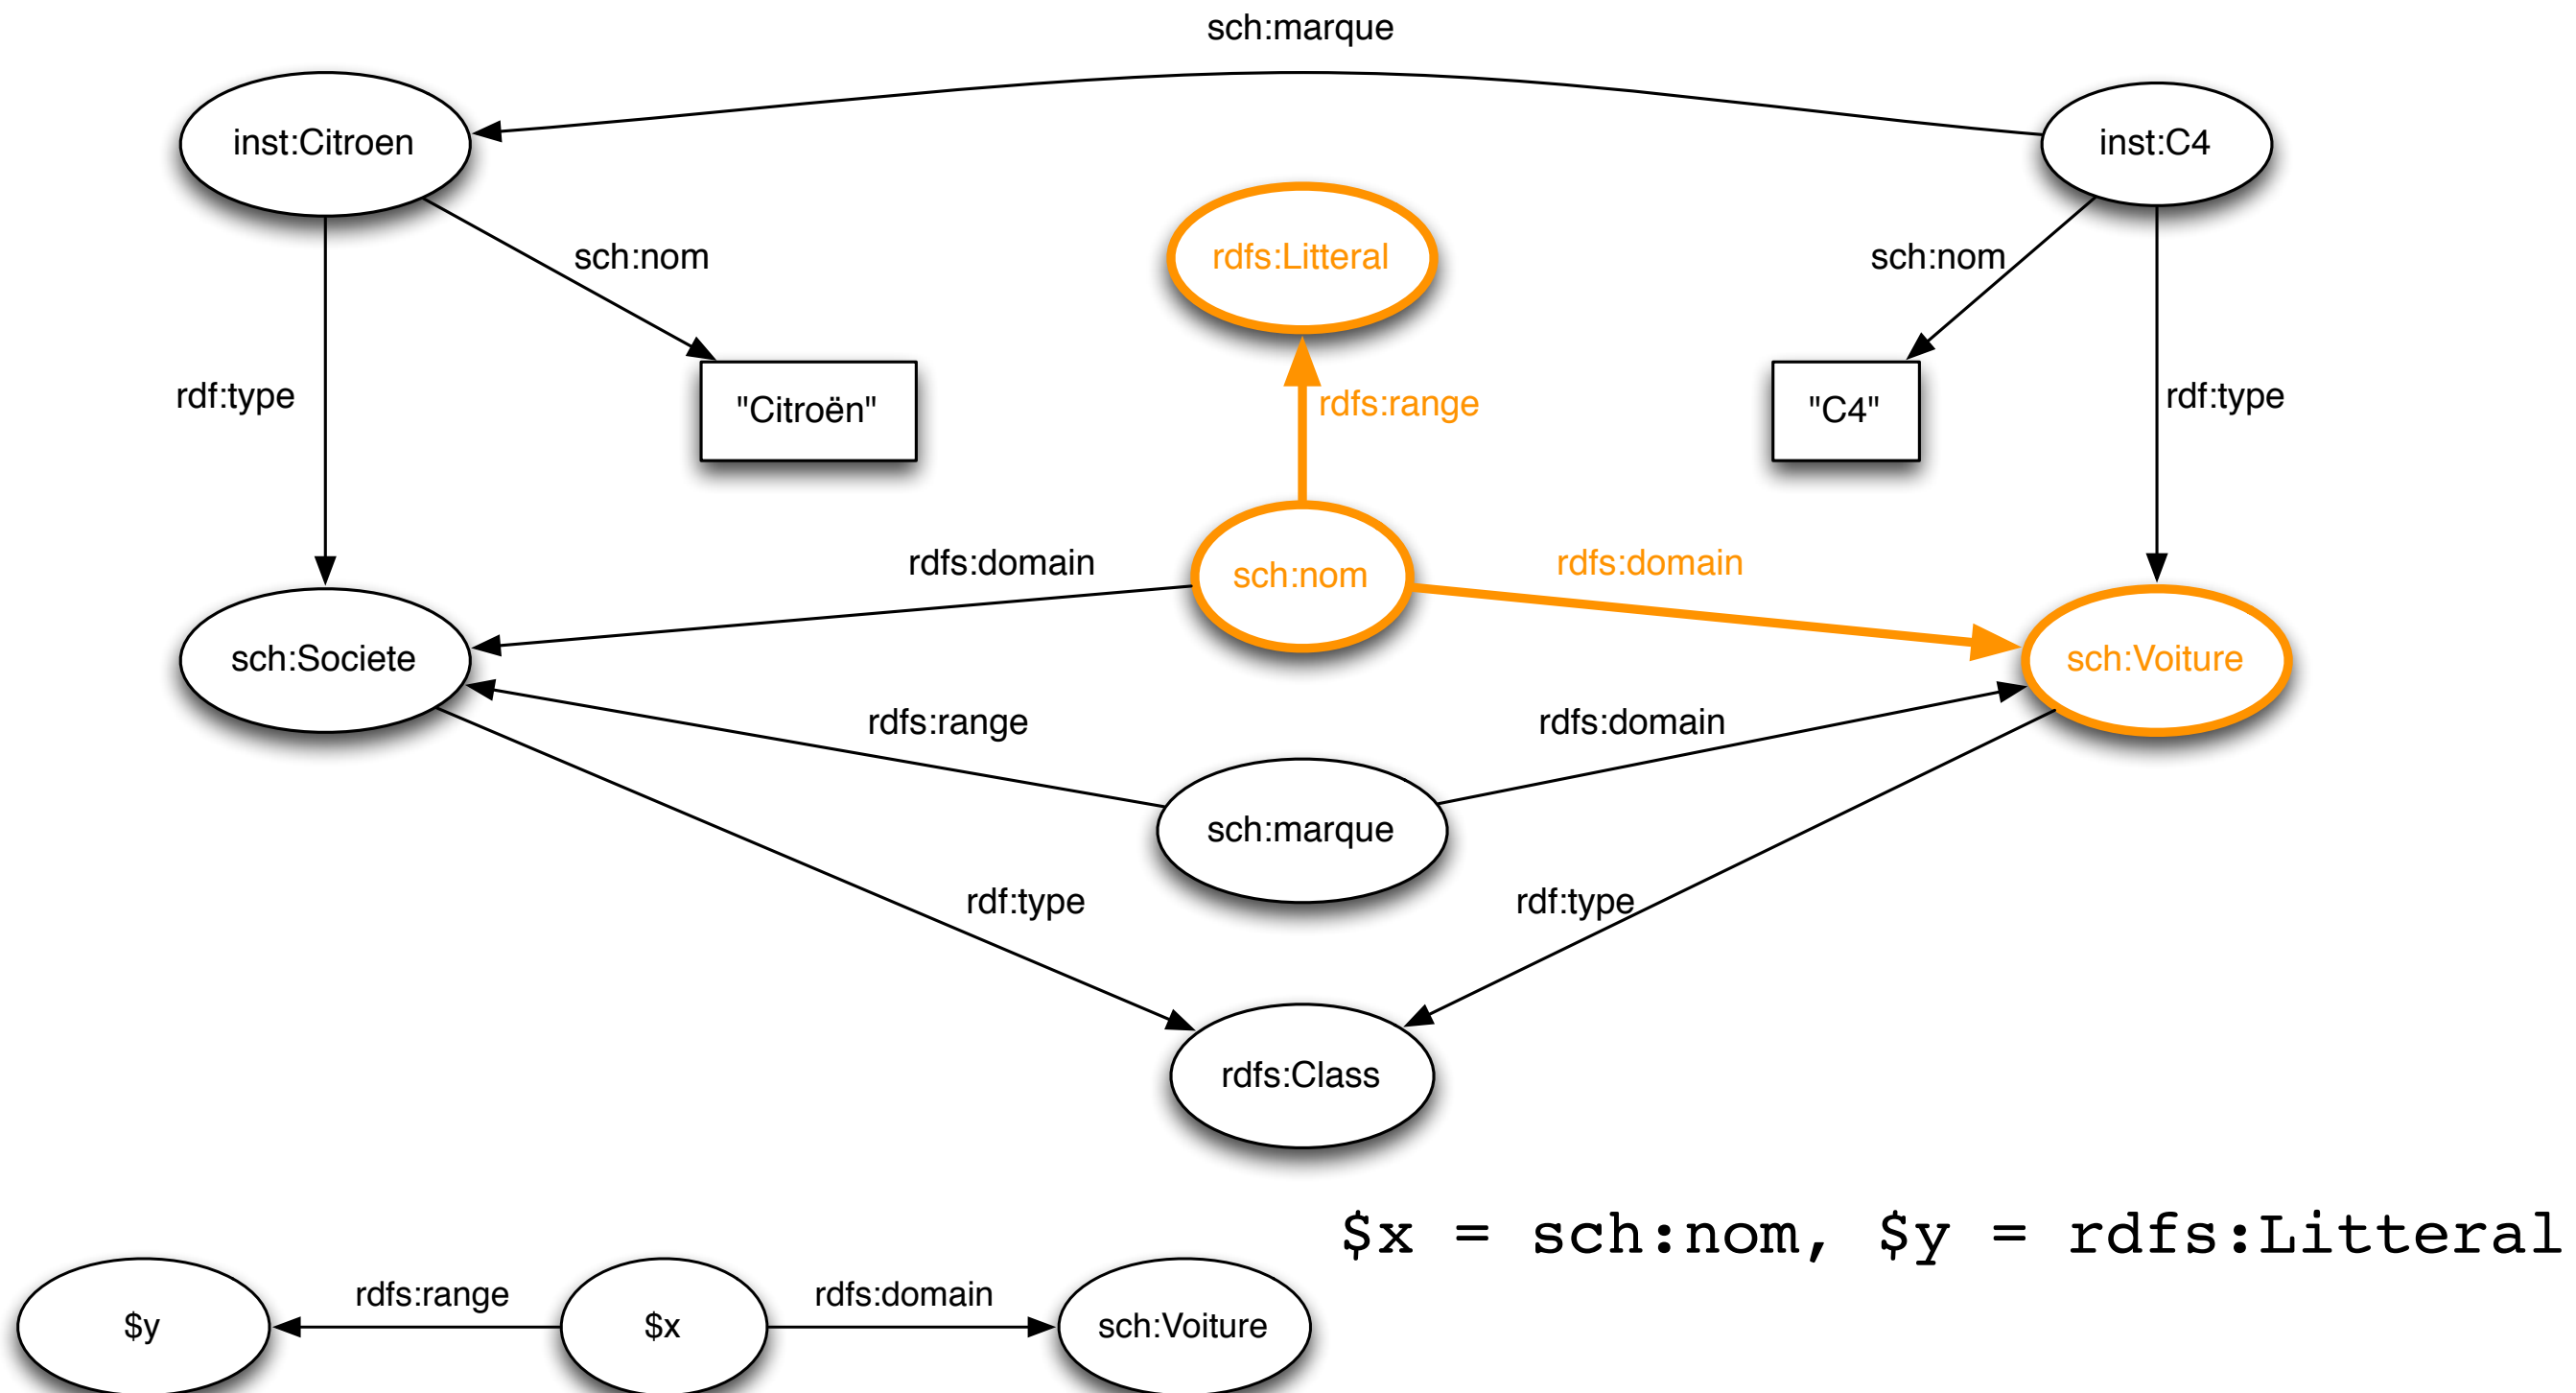 sch:marque
inst:Citroen
inst:C4
rdfs:Litteral
sch:nom
sch:nom
rdf:type
"Citroën"
rdfs:range
"C4"
rdf:type
rdfs:domain
sch:nom
rdfs:domain
sch:Societe
sch:Voiture
rdfs:range
rdfs:domain
sch:marque
rdf:type
rdf:type
rdfs:Class
$x = sch:nom, $y = rdfs:Litteral
$y
rdfs:range
$x
rdfs:domain
sch:Voiture